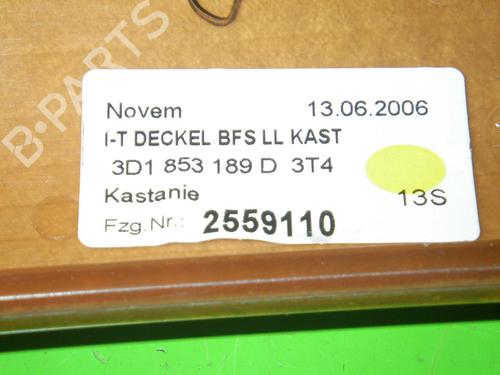 B-PARTS
Novem 13.06.2006
I-T DECKEL BFS LL KAST
3D1 853 189 D 3T4
Kastanie 13S
Fzg.Nr.: 2559110